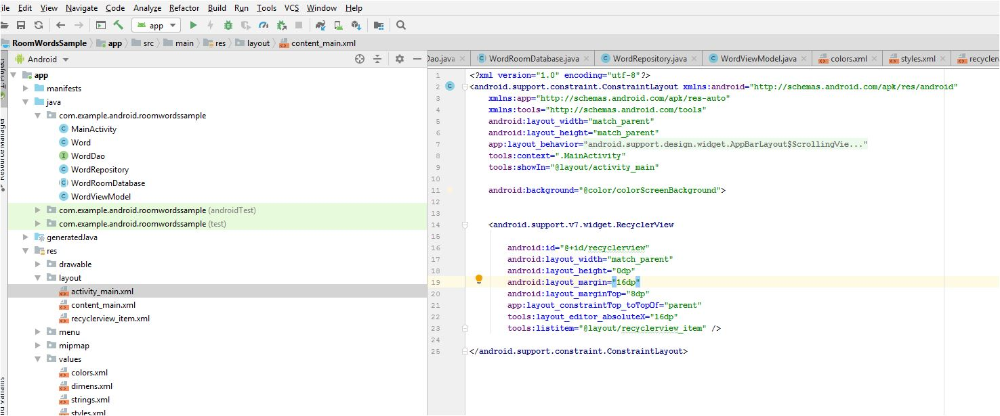 ile Edit View Navigate Code Analyze Refactor Build Run Tools VCS Window Help
app
RoomWordsSample app src main res layout content_main.xml
Android
Dao.java WordRoomDatabase.java WordRepository.java WordViewModel.java colors.xml styles.xml recycler
Project
Resource Manager
app
manifests
java
com.example.android.roomwordssample
MainActivity
Word
WordDao
WordRepository
WordRoomDatabase
WordViewModel
com.example.android.roomwordssample (androidTest)
com.example.android.roomwordssample (test)
generatedJava
res
drawable
layout
activity_main.xml
content_main.xml
recyclerview_item.xml
menu
mipmap
values
colors.xml
dimens.xml
strings.xml
styles.xml
1 <?xml version="1.0" encoding="utf-8"?>
2 <android.support.constraint.ConstraintLayout xmlns:android="http://schemas.android.com/apk/res/android"
3 xmlns:app="http://schemas.android.com/apk/res-auto"
4 xmlns:tools="http://schemas.android.com/tools"
5 android:layout_width="match_parent"
6 android:layout_height="match_parent"
7 app:layout_behavior="android.support.design.widget.AppBarLayout$ScrollingVie..."
8 tools:context=".MainActivity"
9 tools:showIn="@layout/activity_main"
10
11 android:background="@color/colorScreenBackground">
12
13
14 <android.support.v7.widget.RecyclerView
15
16 android:id="@+id/recyclerview"
17 android:layout_width="match_parent"
18 android:layout_height="0dp"
19 android:layout_margin="16dp"
20 android:layout_marginTop="8dp"
21 app:layout_constraintTop_toTopOf="parent"
22 tools:layout_editor_absoluteX="16dp"
23 tools:listitem="@layout/recyclerview_item" />
24
25 </android.support.constraint.ConstraintLayout>